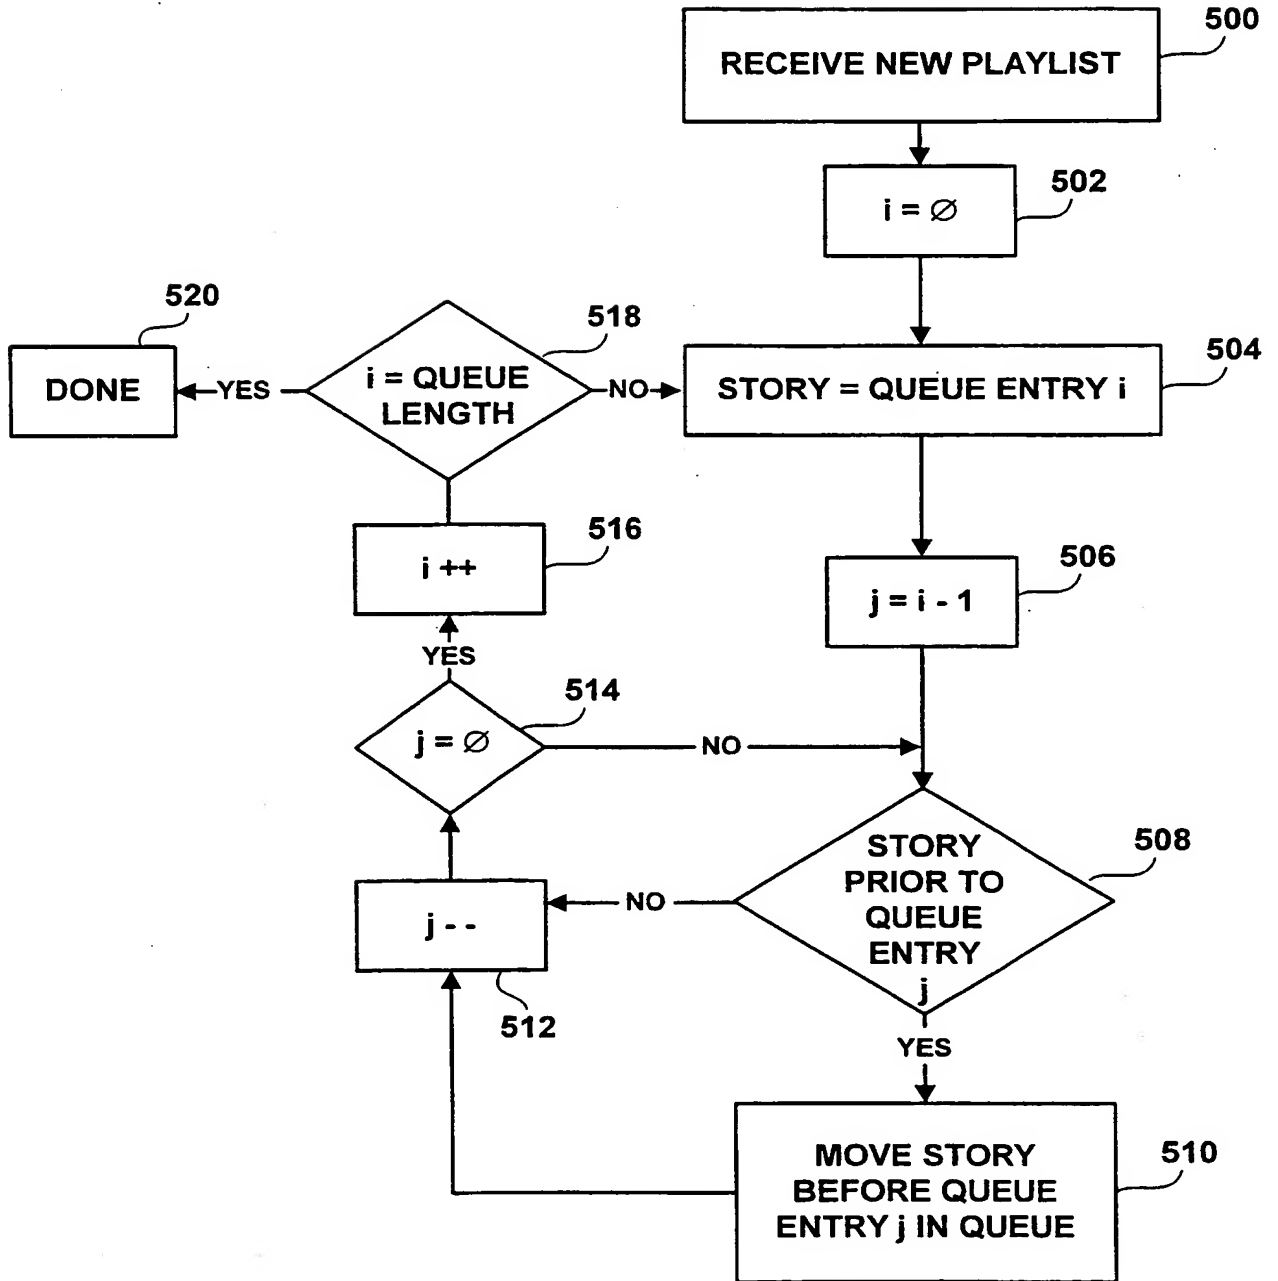 500
RECEIVE NEW PLAYLIST
502
i = ∅
520
518
504
DONE
YES
i = QUEUE
LENGTH
NO
STORY = QUEUE ENTRY i
516
i ++
506
j = i - 1
YES
514
j = ∅
NO
508
STORY
PRIOR TO
QUEUE
ENTRY
j
NO
j - -
512
YES
510
MOVE STORY
BEFORE QUEUE
ENTRY j IN QUEUE